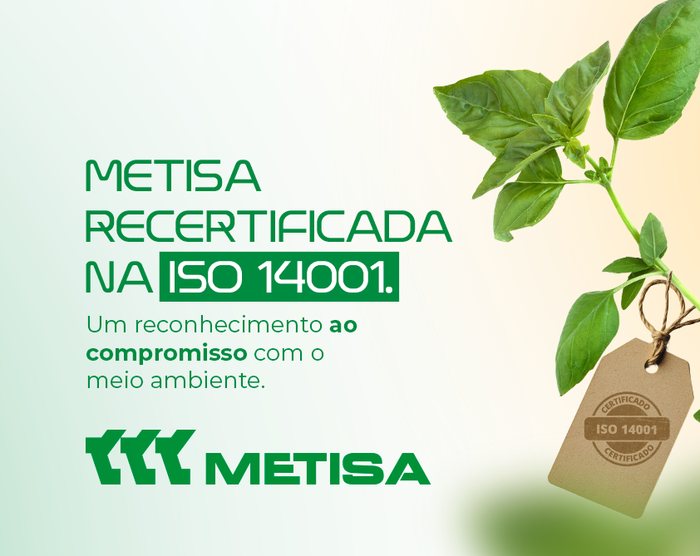 METISA
RECERTIFICADA
NA ISO 14001.
Um reconhecimento ao
compromisso com o
meio ambiente.
METISA
CERTIFICADO
ISO 14001
CERTIFICADO